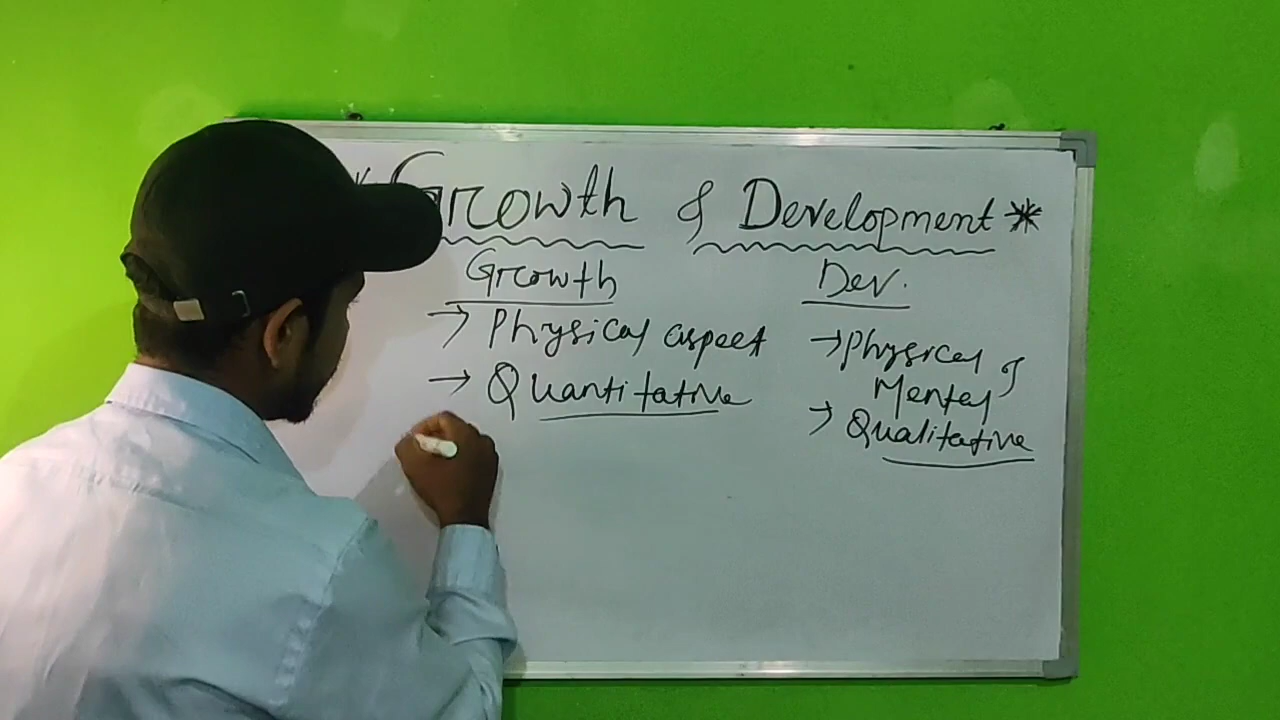 Growth & Development *
Growth
→ Physical aspect
→ Quantitative
Dev.
→ Physical &
Mental
→ Qualitative